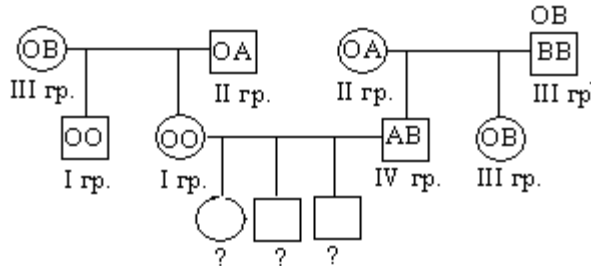 OB
OB OA OA BB
III гр. II гр. II гр. III гр
OO OO AB OB
I гр. I гр. IV гр. III гр.
? ? ?